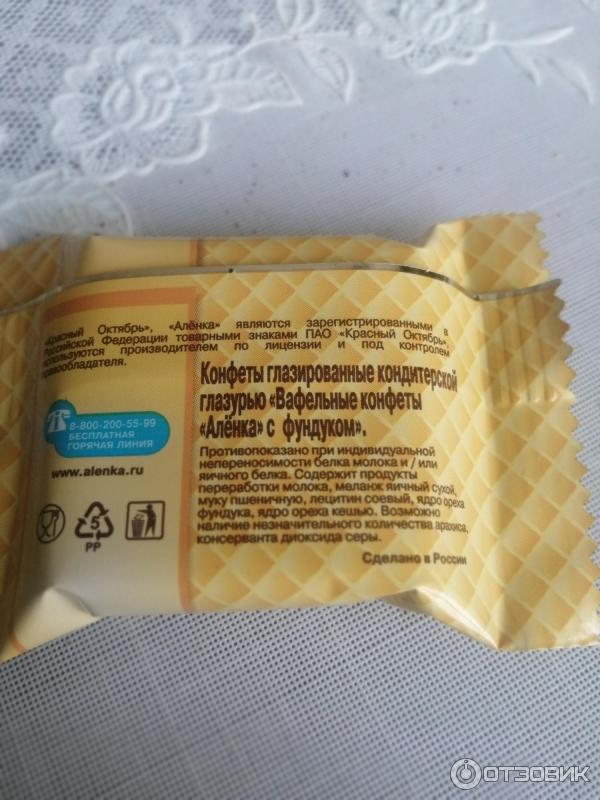 «Красный Октябрь», «Алёнка» являются зарегистрированными в
Российской Федерации товарными знаками ПАО «Красный Октябрь»,
используются производителем по лицензии и под контролем
правообладателя.
Конфеты глазированные кондитерской
глазурью «Вафельные конфеты
«Алёнка» с фундуком».
8-800-200-55-99
БЕСПЛАТНАЯ
ГОРЯЧАЯ ЛИНИЯ
www.alenka.ru
5
PP
Противопоказано при индивидуальной
непереносимости белка молока и / или
яичного белка. Содержит продукты
переработки молока, меланж яичный сухой,
муку пшеничную, лецитин соевый, ядро ореха
фундука, ядро ореха кешью. Возможно
наличие незначительного количества арахиса,
консерванта диоксида серы.
Сделано в России
ОТЗОВИК